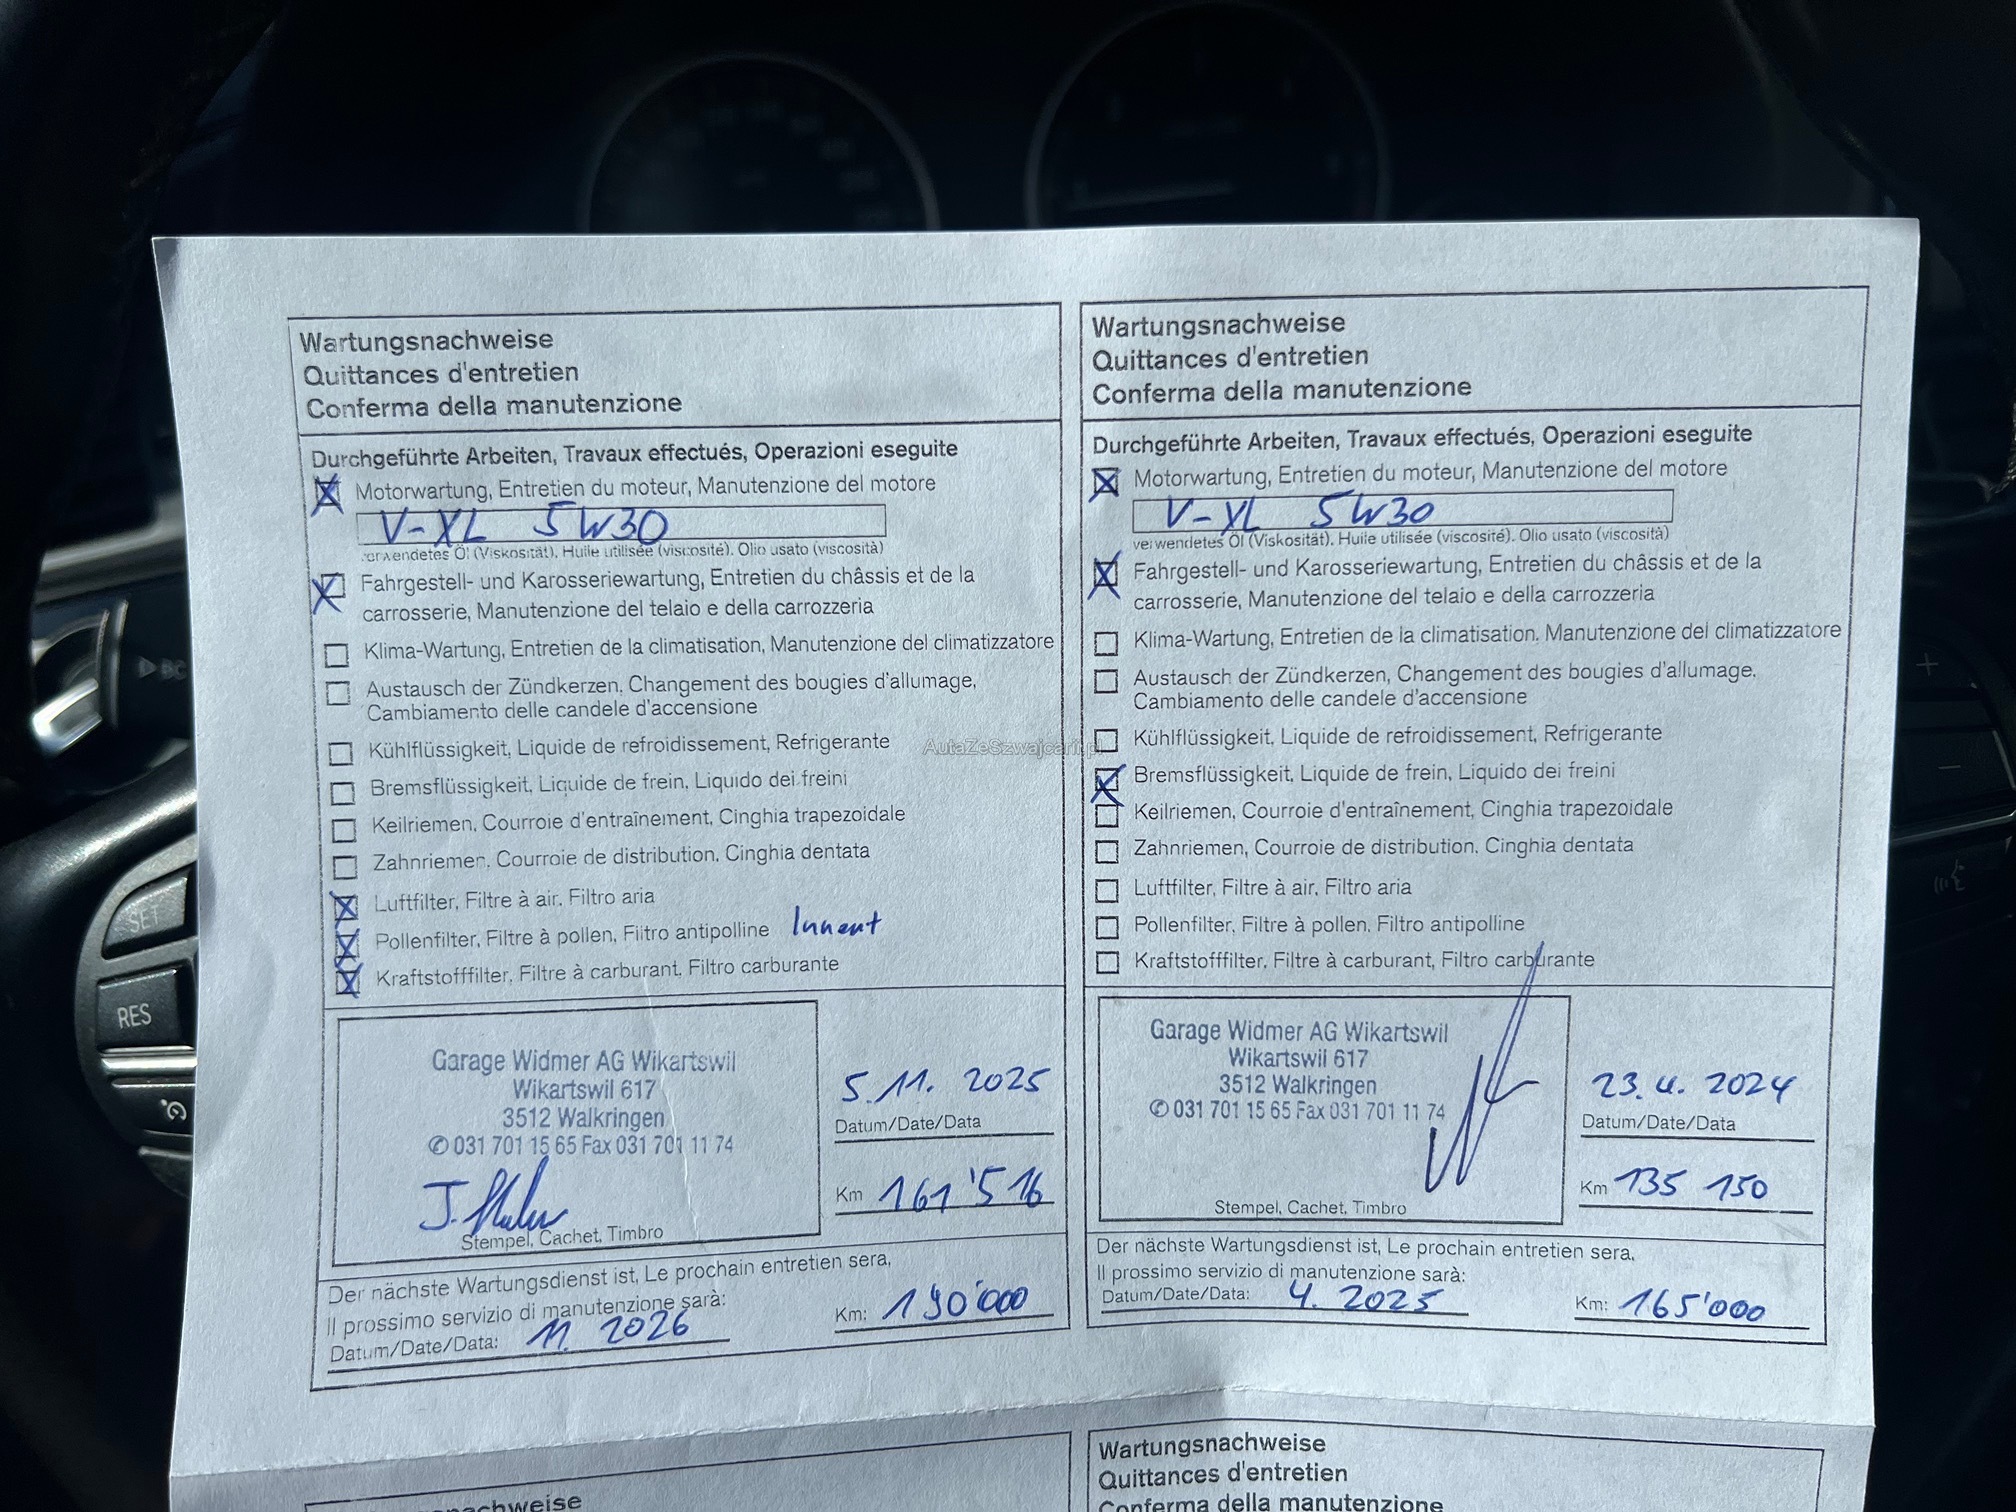 Wartungsnachweise
Quittances d'entretien
Conferma della manutenzione
Durchgeführte Arbeiten, Travaux effectués, Operazioni eseguite
Motorwartung, Entretien du moteur, Manutenzione del motore
V-XL 5W30
verwendetes Öl (Viskosität). Huile utilisée (viscosité). Olio usato (viscosità)
Fahrgestell- und Karosseriewartung, Entretien du châssis et de la
carrosserie, Manutenzione del telaio e della carrozzeria
Klima-Wartung, Entretien de la climatisation, Manutenzione del climatizzatore
Austausch der Zündkerzen, Changement des bougies d'allumage,
Cambiamento delle candele d'accensione
Kühlflüssigkeit, Liquide de refroidissement, Refrigerante
Bremsflüssigkeit, Liquide de frein, Liquido dei freini
Keilriemen, Courroie d'entraînement, Cinghia trapezoidale
Zahnriemen, Courroie de distribution, Cinghia dentata
Luftfilter, Filtre à air, Filtro aria
Pollenfilter, Filtre à pollen, Filtro antipolline
Kraftstofffilter, Filtre à carburant, Filtro carburante
Garage Widmer AG Wikartswil
Wikartswil 617
3512 Walkringen
✆ 031 701 15 65 Fax 031 701 11 74
Stempel, Cachet, Timbro
5.11. 2025
Datum/Date/Data
Km 161'516
Der nächste Wartungsdienst ist, Le prochain entretien sera,
Il prossimo servizio di manutenzione sarà:
Datum/Date/Data: 11. 2026
Km: 190'000
Wartungsnachweise
Quittances d'entretien
Conferma della manutenzione
Durchgeführte Arbeiten, Travaux effectués, Operazioni eseguite
Motorwartung, Entretien du moteur, Manutenzione del motore
V-XL 5W30
verwendetes Öl (Viskosität). Huile utilisée (viscosité). Olio usato (viscosità)
Fahrgestell- und Karosseriewartung, Entretien du châssis et de la
carrosserie, Manutenzione del telaio e della carrozzeria
Klima-Wartung, Entretien de la climatisation, Manutenzione del climatizzatore
Austausch der Zündkerzen, Changement des bougies d'allumage,
Cambiamento delle candele d'accensione
Kühlflüssigkeit, Liquide de refroidissement, Refrigerante
Bremsflüssigkeit, Liquide de frein, Liquido dei freini
Keilriemen, Courroie d'entraînement, Cinghia trapezoidale
Zahnriemen, Courroie de distribution, Cinghia dentata
Luftfilter, Filtre à air, Filtro aria
Pollenfilter, Filtre à pollen, Filtro antipolline
Kraftstofffilter, Filtre à carburant, Filtro carburante
Garage Widmer AG Wikartswil
Wikartswil 617
3512 Walkringen
✆ 031 701 15 65 Fax 031 701 11 74
Stempel, Cachet, Timbro
23.4. 2024
Datum/Date/Data
Km 135 150
Der nächste Wartungsdienst ist, Le prochain entretien sera,
Il prossimo servizio di manutenzione sarà:
Datum/Date/Data: 4. 2025
Km: 165'000
Wartungsnachweise
Quittances d'entretien
Conferma della manutenzione
SET
RES